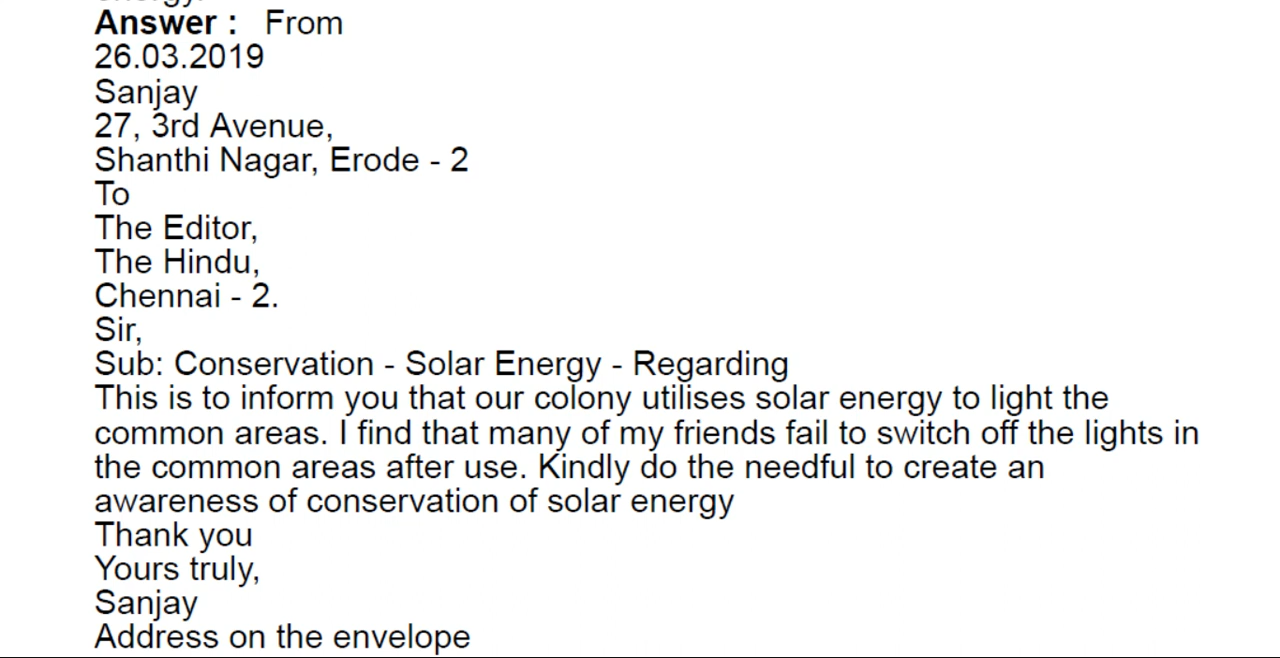 energy.
Answer : From
26.03.2019
Sanjay
27, 3rd Avenue,
Shanthi Nagar, Erode - 2
To
The Editor,
The Hindu,
Chennai - 2.
Sir,
Sub: Conservation - Solar Energy - Regarding
This is to inform you that our colony utilises solar energy to light the
common areas. I find that many of my friends fail to switch off the lights in
the common areas after use. Kindly do the needful to create an
awareness of conservation of solar energy
Thank you
Yours truly,
Sanjay
Address on the envelope